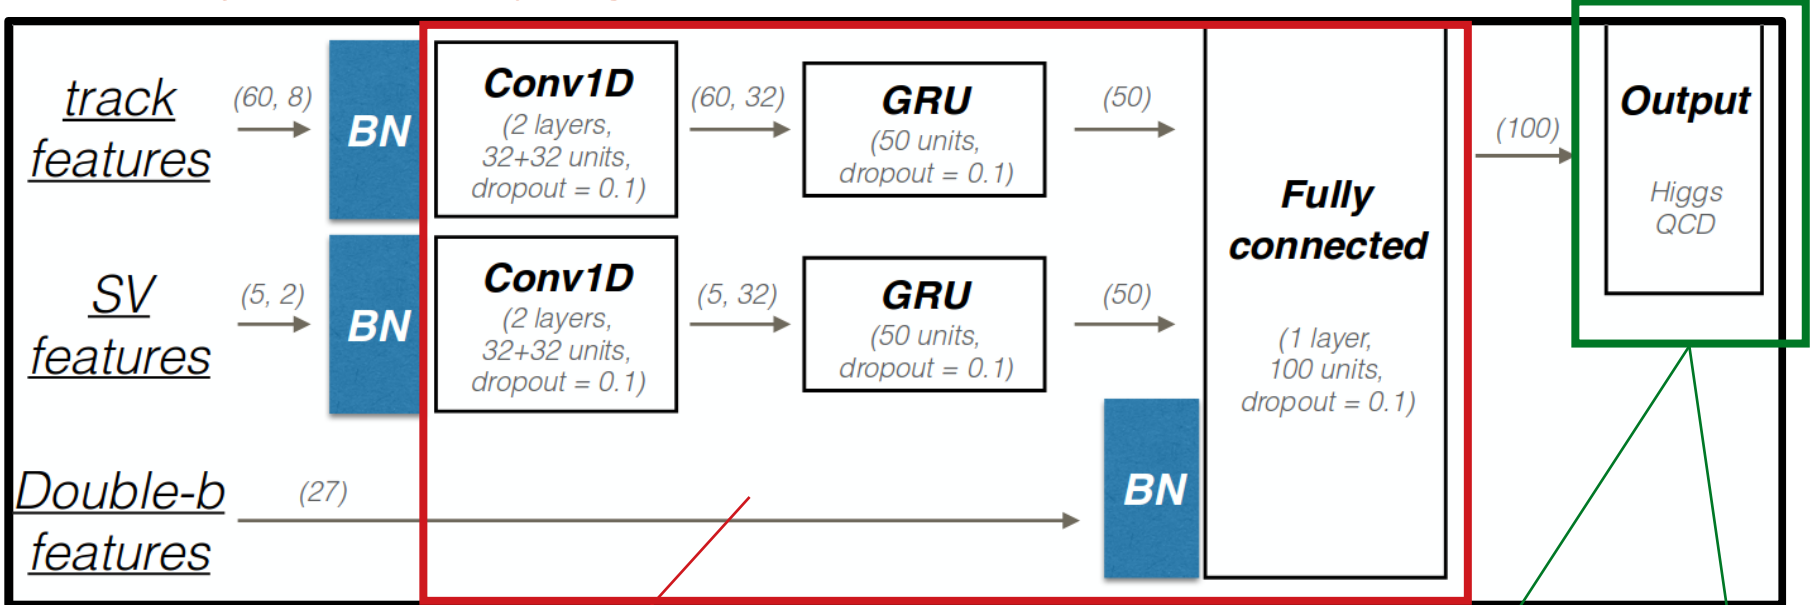 track
features
(60, 8)
BN
Conv1D
(2 layers,
32+32 units,
dropout = 0.1)
(60, 32)
GRU
(50 units,
dropout = 0.1)
(50)
SV
features
(5, 2)
BN
Conv1D
(2 layers,
32+32 units,
dropout = 0.1)
(5, 32)
GRU
(50 units,
dropout = 0.1)
(50)
Double-b
features
(27)
BN
Fully
connected
(1 layer,
100 units,
dropout = 0.1)
(100)
Output
Higgs
QCD